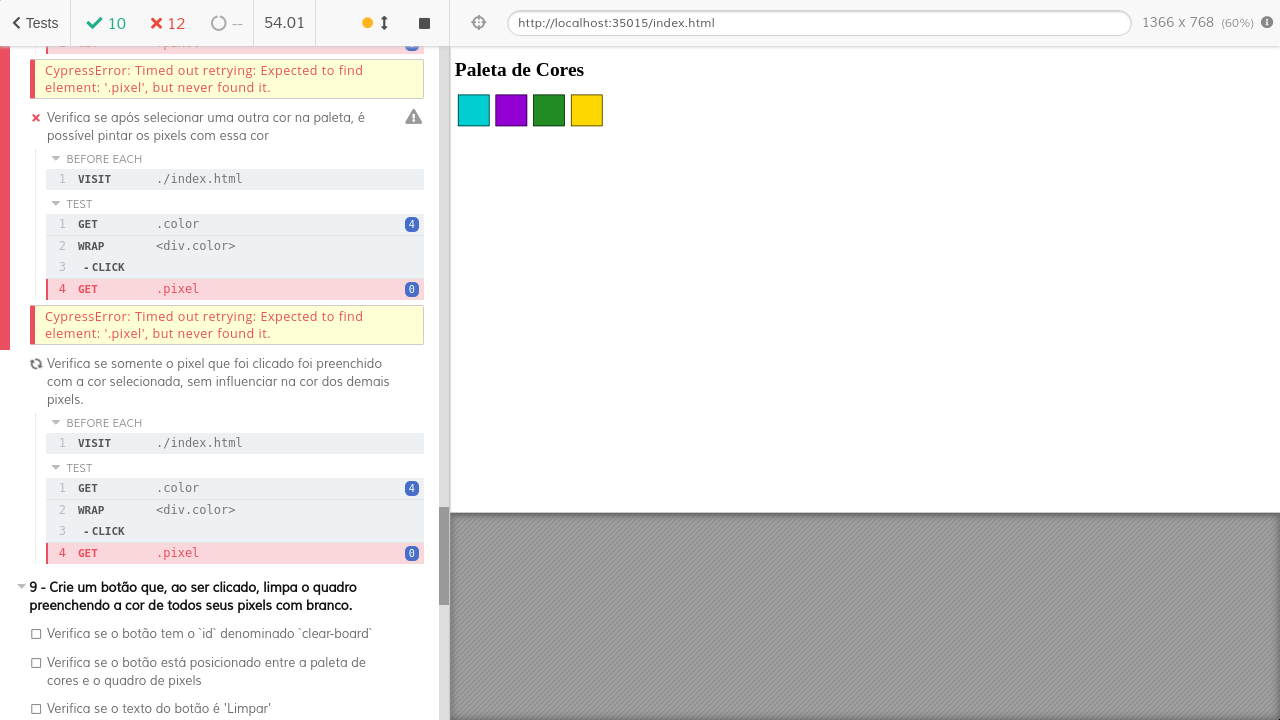 Tests
10
12
--
54.01
http://localhost:35015/index.html
1366 x 768 (60%)
CypressError: Timed out retrying: Expected to find
element: '.pixel', but never found it.
Verifica se após selecionar uma outra cor na paleta, é
possível pintar os pixels com essa cor
BEFORE EACH
1 VISIT ./index.html
TEST
1 GET .color 4
2 WRAP <div.color>
3 - CLICK
4 GET .pixel 0
CypressError: Timed out retrying: Expected to find
element: '.pixel', but never found it.
Verifica se somente o pixel que foi clicado foi preenchido
com a cor selecionada, sem influenciar na cor dos demais
pixels.
BEFORE EACH
1 VISIT ./index.html
TEST
1 GET .color 4
2 WRAP <div.color>
3 - CLICK
4 GET .pixel 0
9 - Crie um botão que, ao ser clicado, limpa o quadro
preenchendo a cor de todos seus pixels com branco.
Verifica se o botão tem o `id` denominado `clear-board`
Verifica se o botão está posicionado entre a paleta de
cores e o quadro de pixels
Verifica se o texto do botão é 'Limpar'
Paleta de Cores